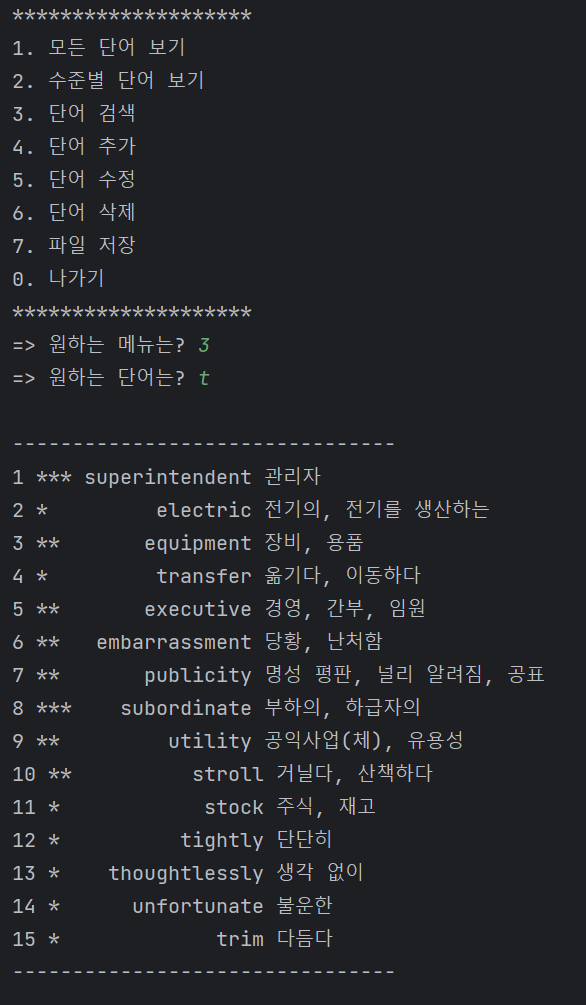 ********************
1. 모든 단어 보기
2. 수준별 단어 보기
3. 단어 검색
4. 단어 추가
5. 단어 수정
6. 단어 삭제
7. 파일 저장
0. 나가기
********************
=> 원하는 메뉴는? 3
=> 원하는 단어는? t
--------------------------------
1 *** superintendent 관리자
2 *         electric 전기의, 전기를 생산하는
3 **       equipment 장비, 용품
4 *         transfer 옮기다, 이동하다
5 **       executive 경영, 간부, 임원
6 **   embarrassment 당황, 난처함
7 **       publicity 명성 평판, 널리 알려짐, 공표
8 ***    subordinate 부하의, 하급자의
9 **         utility 공익사업(체), 유용성
10 **          stroll 거닐다, 산책하다
11 *            stock 주식, 재고
12 *          tightly 단단히
13 *    thoughtlessly 생각 없이
14 *      unfortunate 불운한
15 *             trim 다듬다
--------------------------------